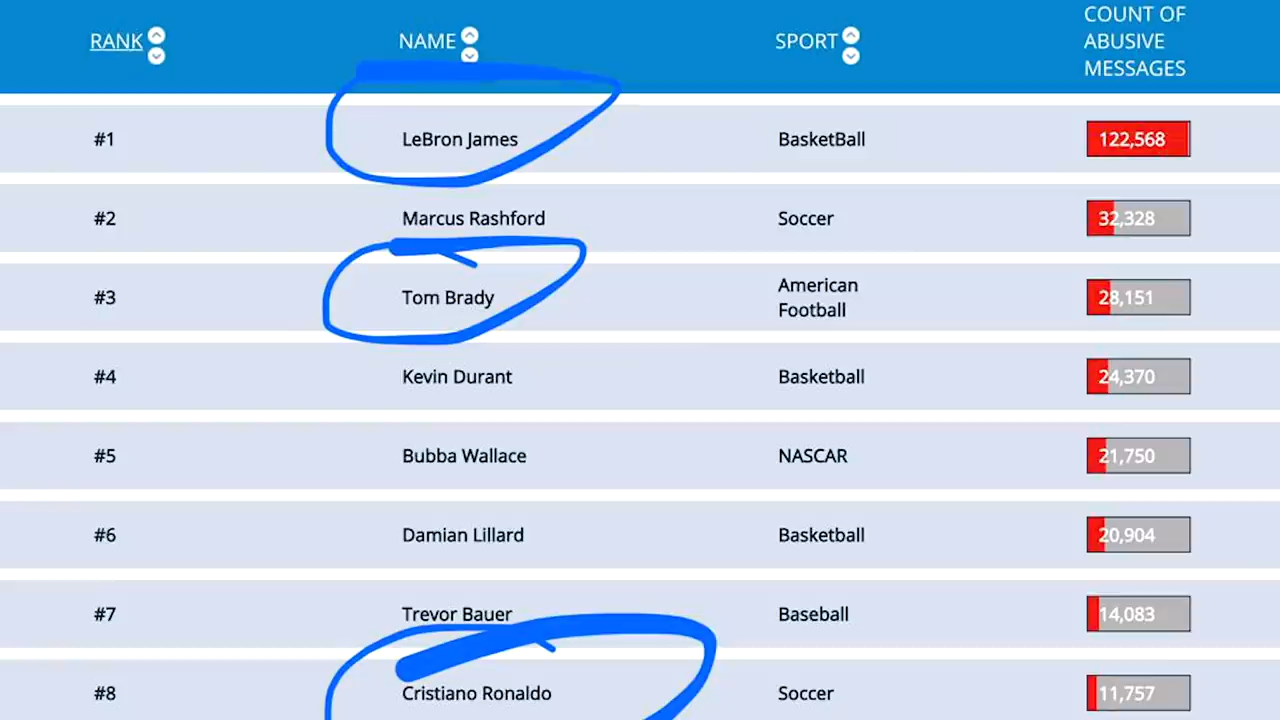 RANK NAME SPORT COUNT OF
ABUSIVE
MESSAGES
#1 LeBron James BasketBall 122,568
#2 Marcus Rashford Soccer 32,328
#3 Tom Brady American
Football 28,151
#4 Kevin Durant Basketball 24,370
#5 Bubba Wallace NASCAR 21,750
#6 Damian Lillard Basketball 20,904
#7 Trevor Bauer Baseball 14,083
#8 Cristiano Ronaldo Soccer 11,757